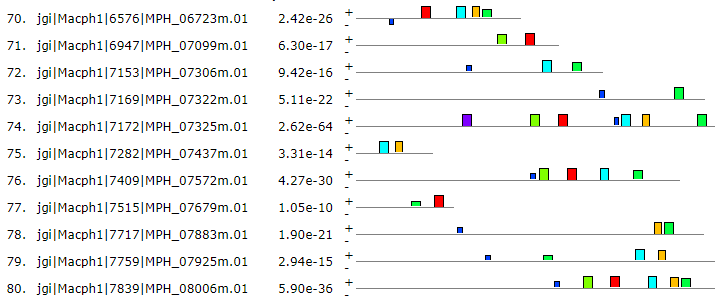 70. jgi|Macph1|6576|MPH_06723m.01 2.42e-26 + -
71. jgi|Macph1|6947|MPH_07099m.01 6.30e-17 + -
72. jgi|Macph1|7153|MPH_07306m.01 9.42e-16 + -
73. jgi|Macph1|7169|MPH_07322m.01 5.11e-22 + -
74. jgi|Macph1|7172|MPH_07325m.01 2.62e-64 + -
75. jgi|Macph1|7282|MPH_07437m.01 3.31e-14 + -
76. jgi|Macph1|7409|MPH_07572m.01 4.27e-30 + -
77. jgi|Macph1|7515|MPH_07679m.01 1.05e-10 + -
78. jgi|Macph1|7717|MPH_07883m.01 1.90e-21 + -
79. jgi|Macph1|7759|MPH_07925m.01 2.94e-15 + -
80. jgi|Macph1|7839|MPH_08006m.01 5.90e-36 + -